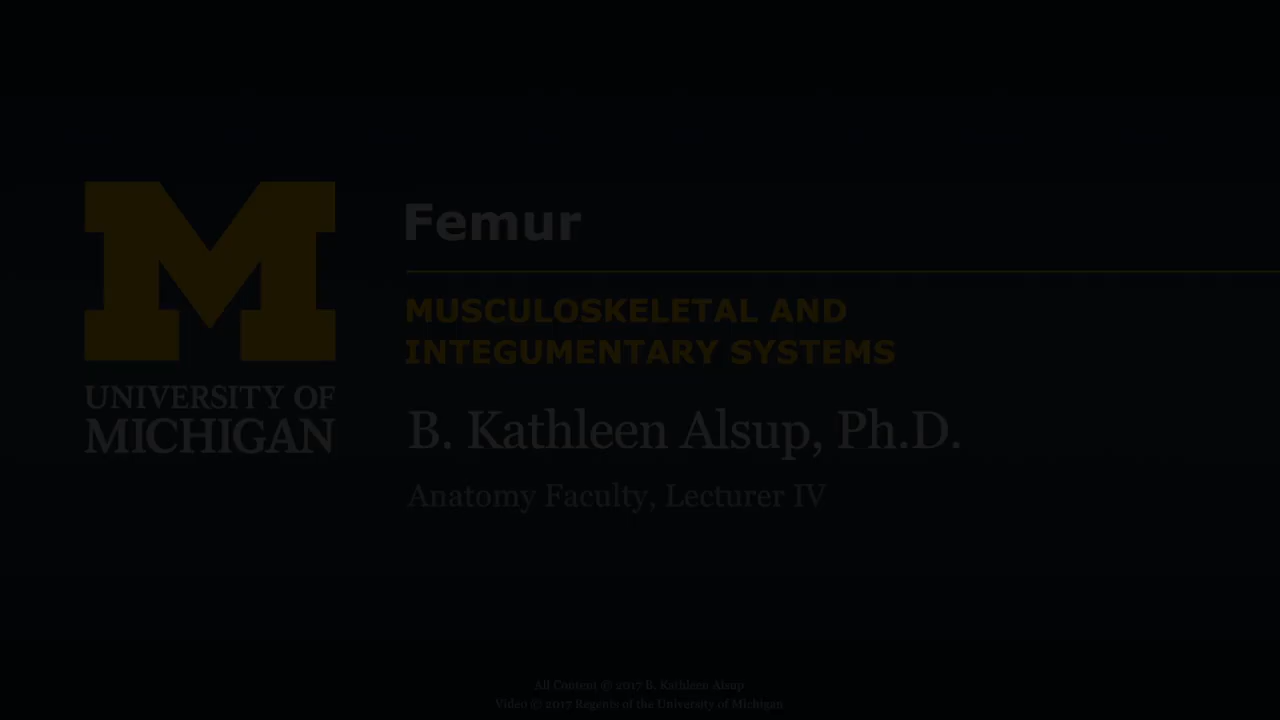 Femur
MUSCULOSKELETAL AND
INTEGUMENTARY SYSTEMS
UNIVERSITY OF
MICHIGAN
B. Kathleen Alsup, Ph.D.
Anatomy Faculty, Lecturer IV
All Content © 2017 B. Kathleen Alsup
Video © 2017 Regents of the University of Michigan